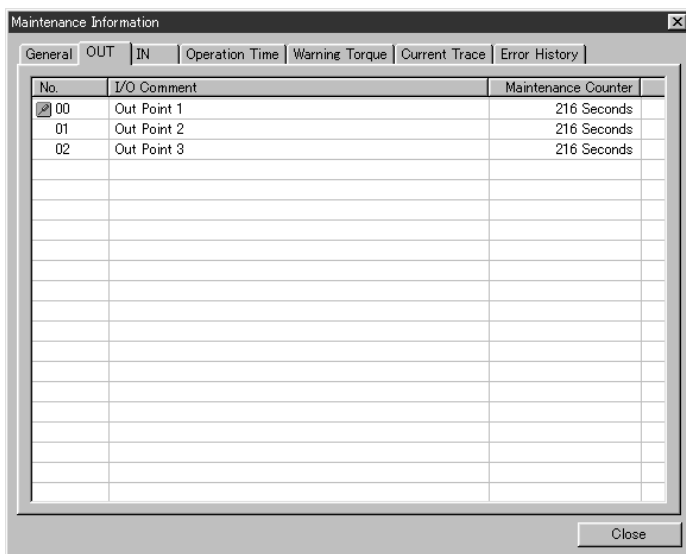 Maintenance Information
General OUT IN Operation Time Warning Torque Current Trace Error History
No. I/O Comment Maintenance Counter
00 Out Point 1 216 Seconds
01 Out Point 2 216 Seconds
02 Out Point 3 216 Seconds
Close